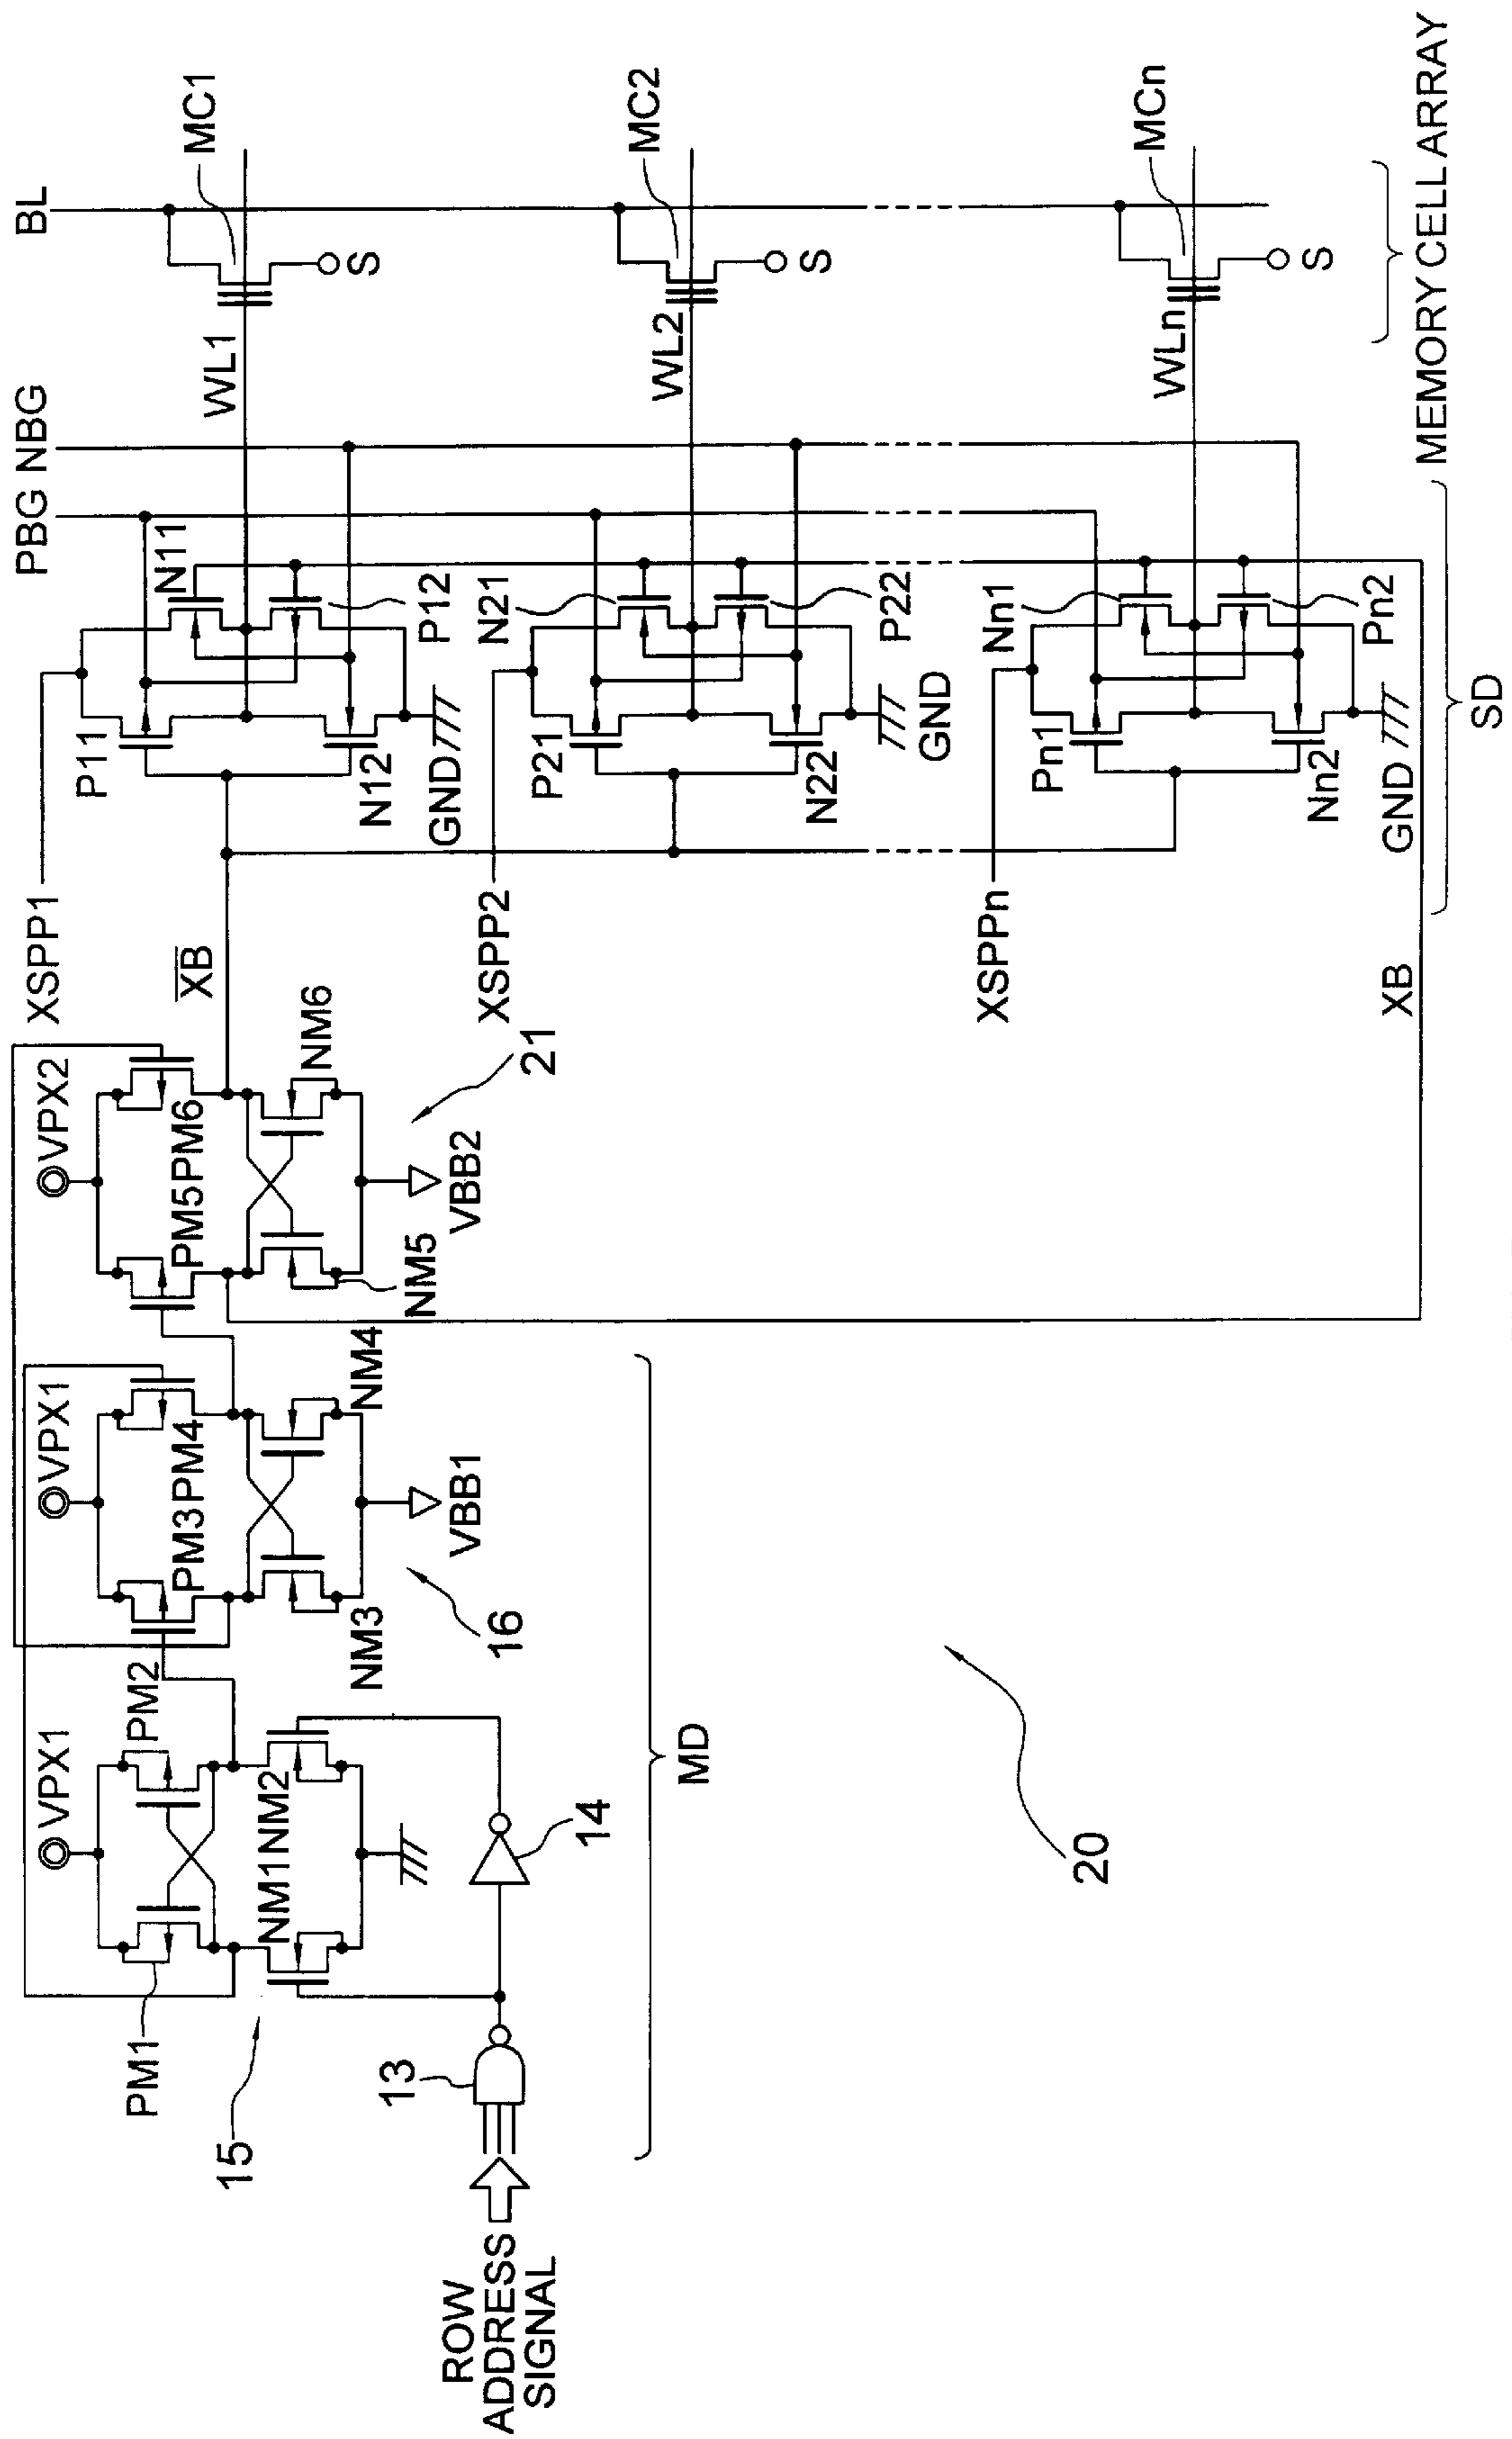 ROW
ADDRESS
SIGNAL
13
14
15
PM1
VPX1
PM2
NM1NM2
MD
VPX1
PM3PM4
NM3
NM4
VBB1
16
VPX2
PM5PM6
NM5
NM6
VBB2
21
20
XB
XB
XSPP1
P11
N11
N12
P12
GND
XSPP2
P21
N21
N22
P22
GND
XSPPn
Pn1
Nn1
Nn2
Pn2
GND
SD
PBG
NBG
BL
WL1
MC1
S
WL2
MC2
S
WLn
MCn
S
MEMORY CELL ARRAY